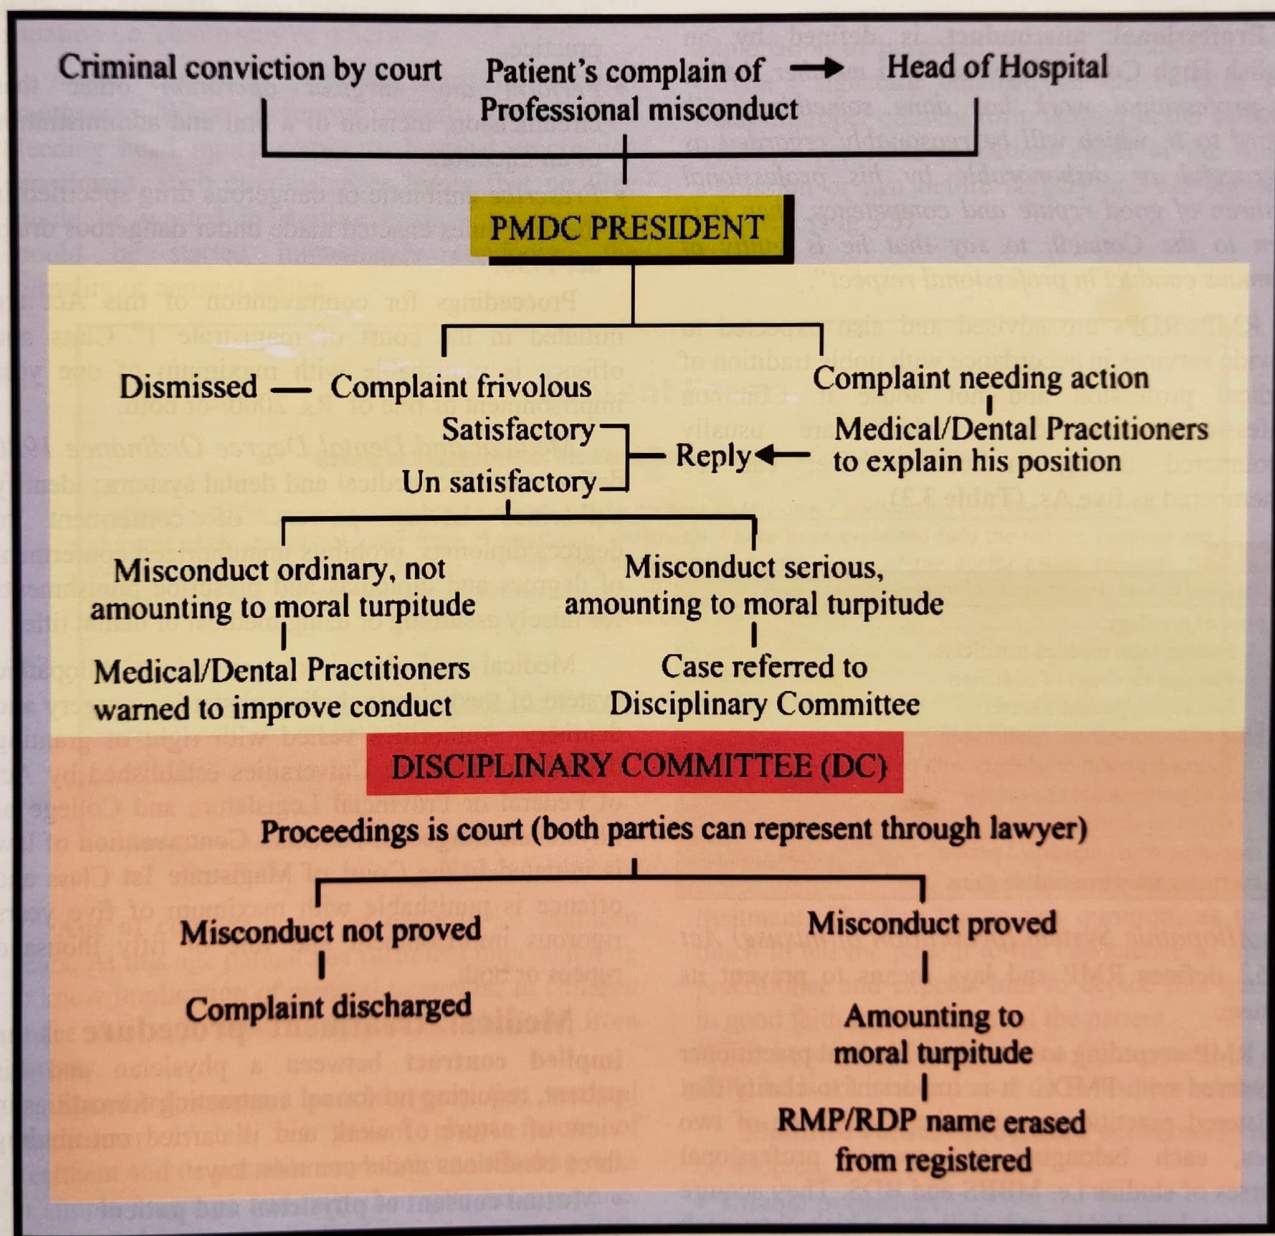 Criminal conviction by court
Patient's complain of
Professional misconduct
Head of Hospital
PMDC PRESIDENT
Dismissed
Complaint frivolous
Complaint needing action
Satisfactory
Un satisfactory
Reply
Medical/Dental Practitioners
to explain his position
Misconduct ordinary, not
amounting to moral turpitude
Misconduct serious,
amounting to moral turpitude
Medical/Dental Practitioners
warned to improve conduct
Case referred to
Disciplinary Committee
DISCIPLINARY COMMITTEE (DC)
Proceedings is court (both parties can represent through lawyer)
Misconduct not proved
Complaint discharged
Misconduct proved
Amounting to
moral turpitude
RMP/RDP name erased
from registered